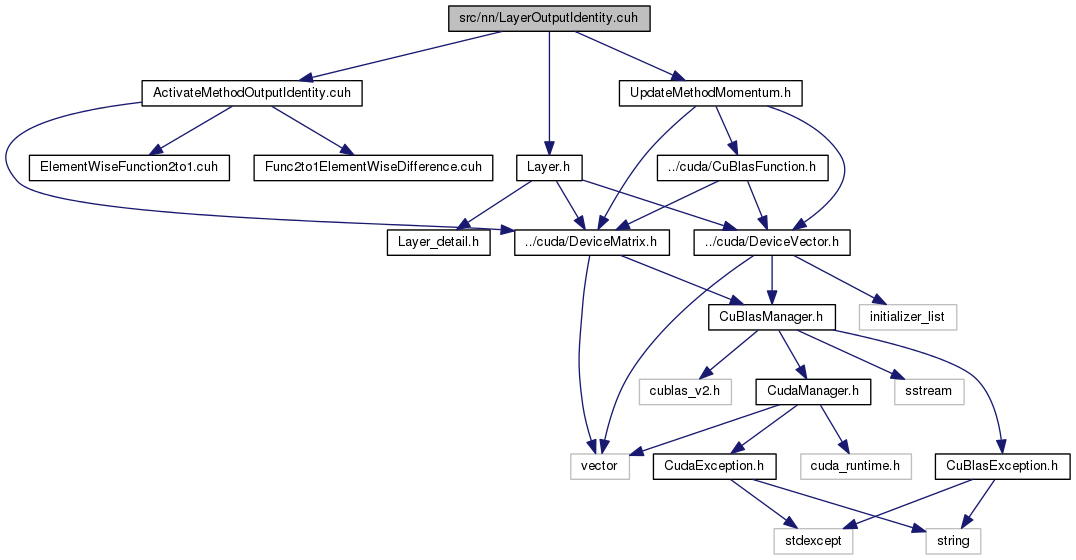 src/nn/LayerOutputIdentity.cuh
ActivateMethodOutputIdentity.cuh
UpdateMethodMomentum.h
ElementWiseFunction2to1.cuh
Func2to1ElementWiseDifference.cuh
Layer.h
../cuda/CuBlasFunction.h
Layer_detail.h
../cuda/DeviceMatrix.h
../cuda/DeviceVector.h
CuBlasManager.h
initializer_list
cublas_v2.h
CudaManager.h
sstream
vector
CudaException.h
cuda_runtime.h
CuBlasException.h
stdexcept
string